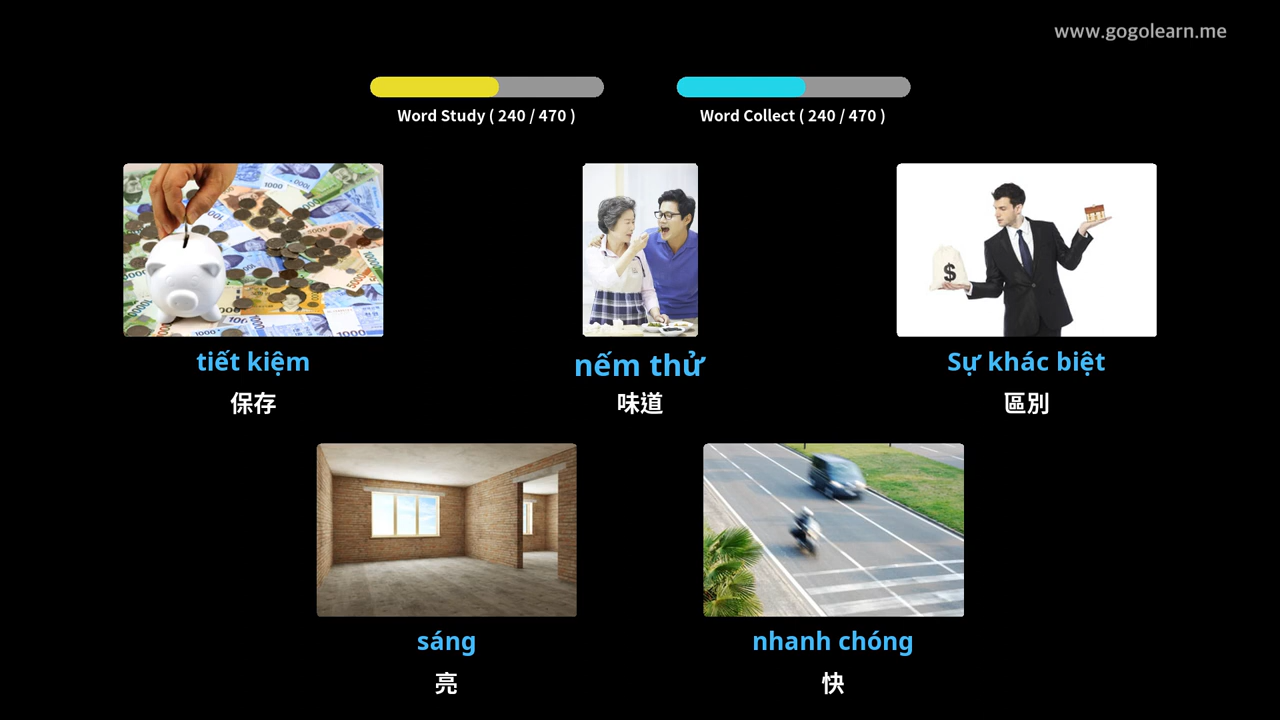 www.gogolearn.me
Word Study ( 240 / 470 )
Word Collect ( 240 / 470 )
tiết kiệm
保存
nếm thử
味道
Sự khác biệt
區別
$
sáng
亮
nhanh chóng
快